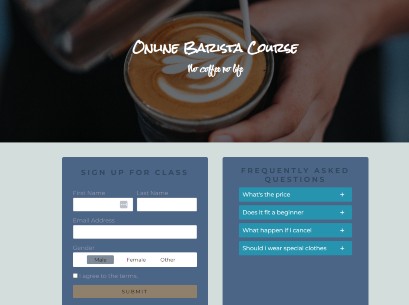 Online Barista Course
No coffee no life
SIGN UP FOR CLASS
First Name
Last Name
Email Address
Gender
Male
Female
Other
I agree to the terms.
SUBMIT
FREQUENTLY ASKED
QUESTIONS
What's the price +
Does it fit a beginner +
What happen if I cancel +
Should I wear special clothes +